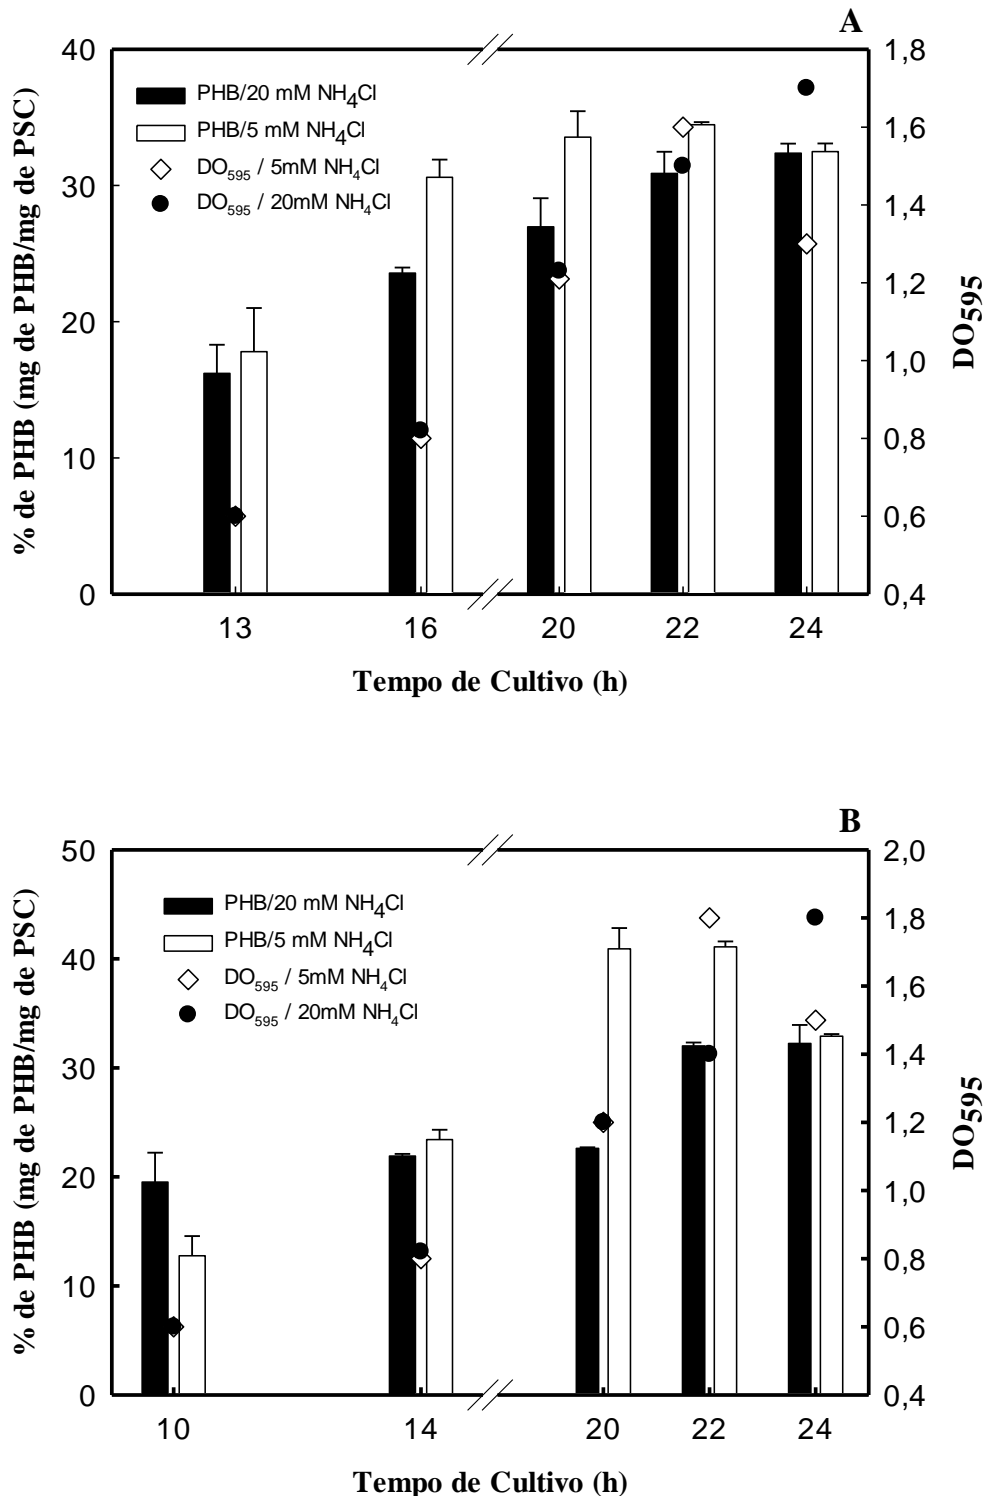 A
40
30
20
10
0
1,8
1,6
1,4
1,2
1,0
0,8
0,6
0,4
% de PHB (mg de PHB/mg de PSC)
DO595
PHB/20 mM NH4Cl
PHB/5 mM NH4Cl
DO595 / 5mM NH4Cl
DO595 / 20mM NH4Cl
13 16 20 22 24
Tempo de Cultivo (h)
B
50
40
30
20
10
0
2,0
1,8
1,6
1,4
1,2
1,0
0,8
0,6
0,4
% de PHB (mg de PHB/mg de PSC)
DO595
PHB/20 mM NH4Cl
PHB/5 mM NH4Cl
DO595 / 5mM NH4Cl
DO595 / 20mM NH4Cl
10 14 20 22 24
Tempo de Cultivo (h)